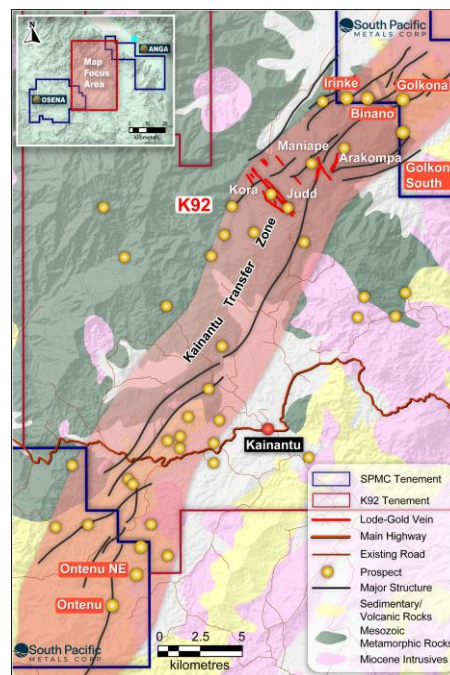 South Pacific
METALS CORP
N
ANGA
Map
Focus
Area
OSENA
kilometres
Irinke
Golkona
Binano
Maniape
Arakompa
Golkon
South
Kora
Judd
K92
Kainantu Transfer Zone
Kainantu
SPMC Tenement
K92 Tenement
Lode-Gold Vein
Main Highway
Existing Road
Prospect
Major Structure
Sedimentary/
Volcanic Rocks
Mesozoic
Metamorphic Rocks
Miocene Intrusives
Ontenu NE
Ontenu
South Pacific
METALS CORP
0 2.5 5
kilometres